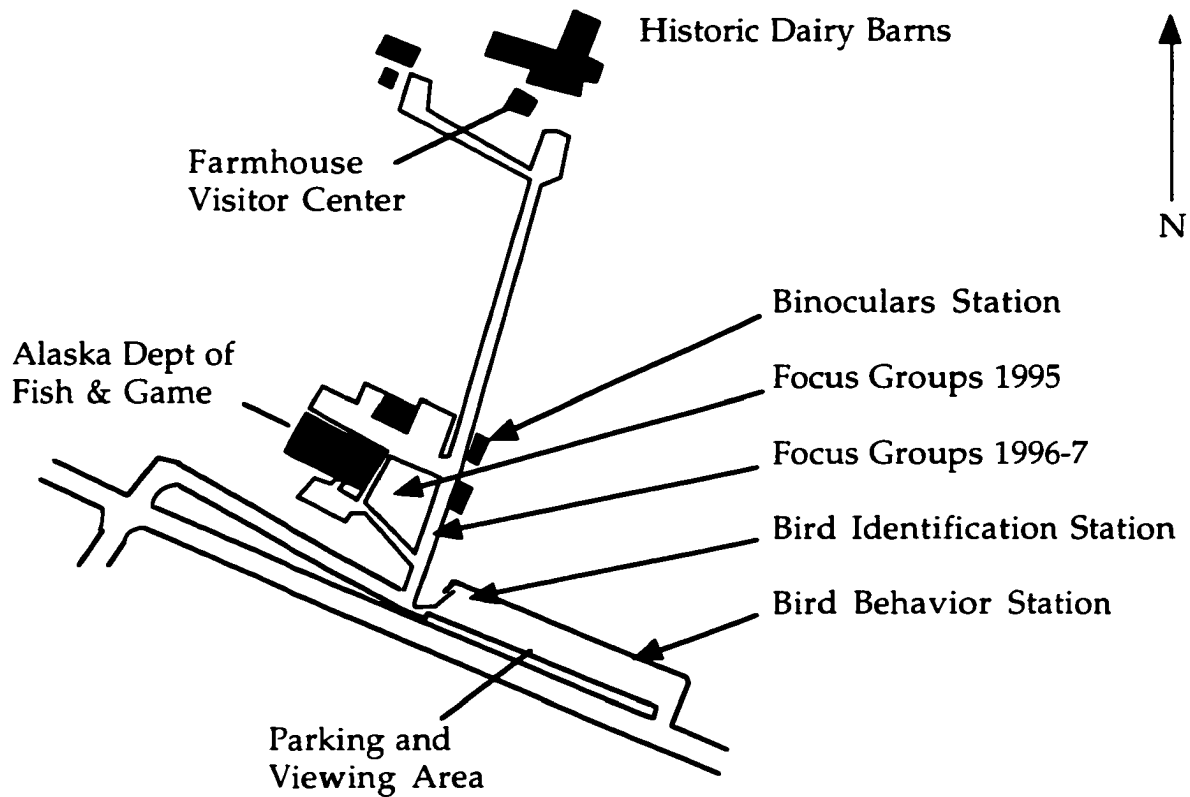 Historic Dairy Barns
Farmhouse
Visitor Center
N
Binoculars Station
Alaska Dept of
Fish & Game
Focus Groups 1995
Focus Groups 1996-7
Bird Identification Station
Bird Behavior Station
Parking and
Viewing Area